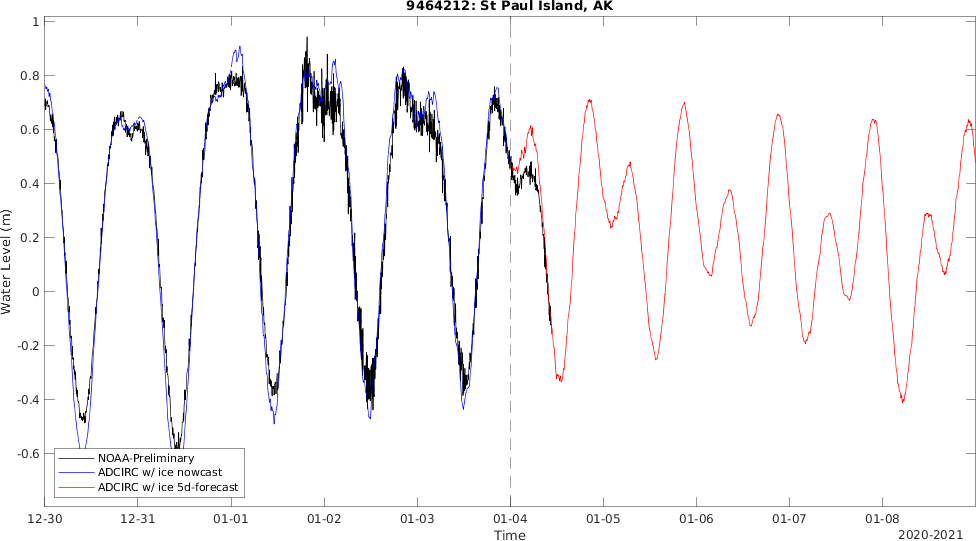 9464212: St Paul Island, AK
Water Level (m)
1
0.8
0.6
0.4
0.2
0
-0.2
-0.4
-0.6
NOAA-Preliminary
ADCIRC w/ ice nowcast
ADCIRC w/ ice 5d-forecast
12-30 12-31 01-01 01-02 01-03 01-04 01-05 01-06 01-07 01-08
Time
2020-2021